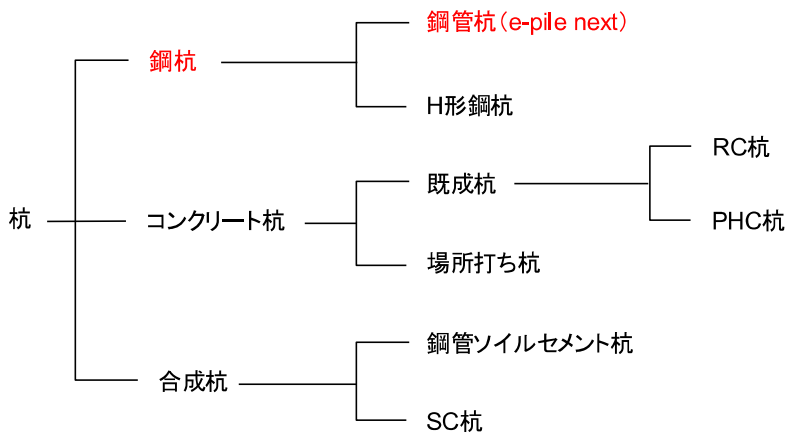 杭
鋼杭
鋼管杭（e-pile next）
H形鋼杭
コンクリート杭
既成杭
RC杭
PHC杭
場所打ち杭
合成杭
鋼管ソイルセメント杭
SC杭